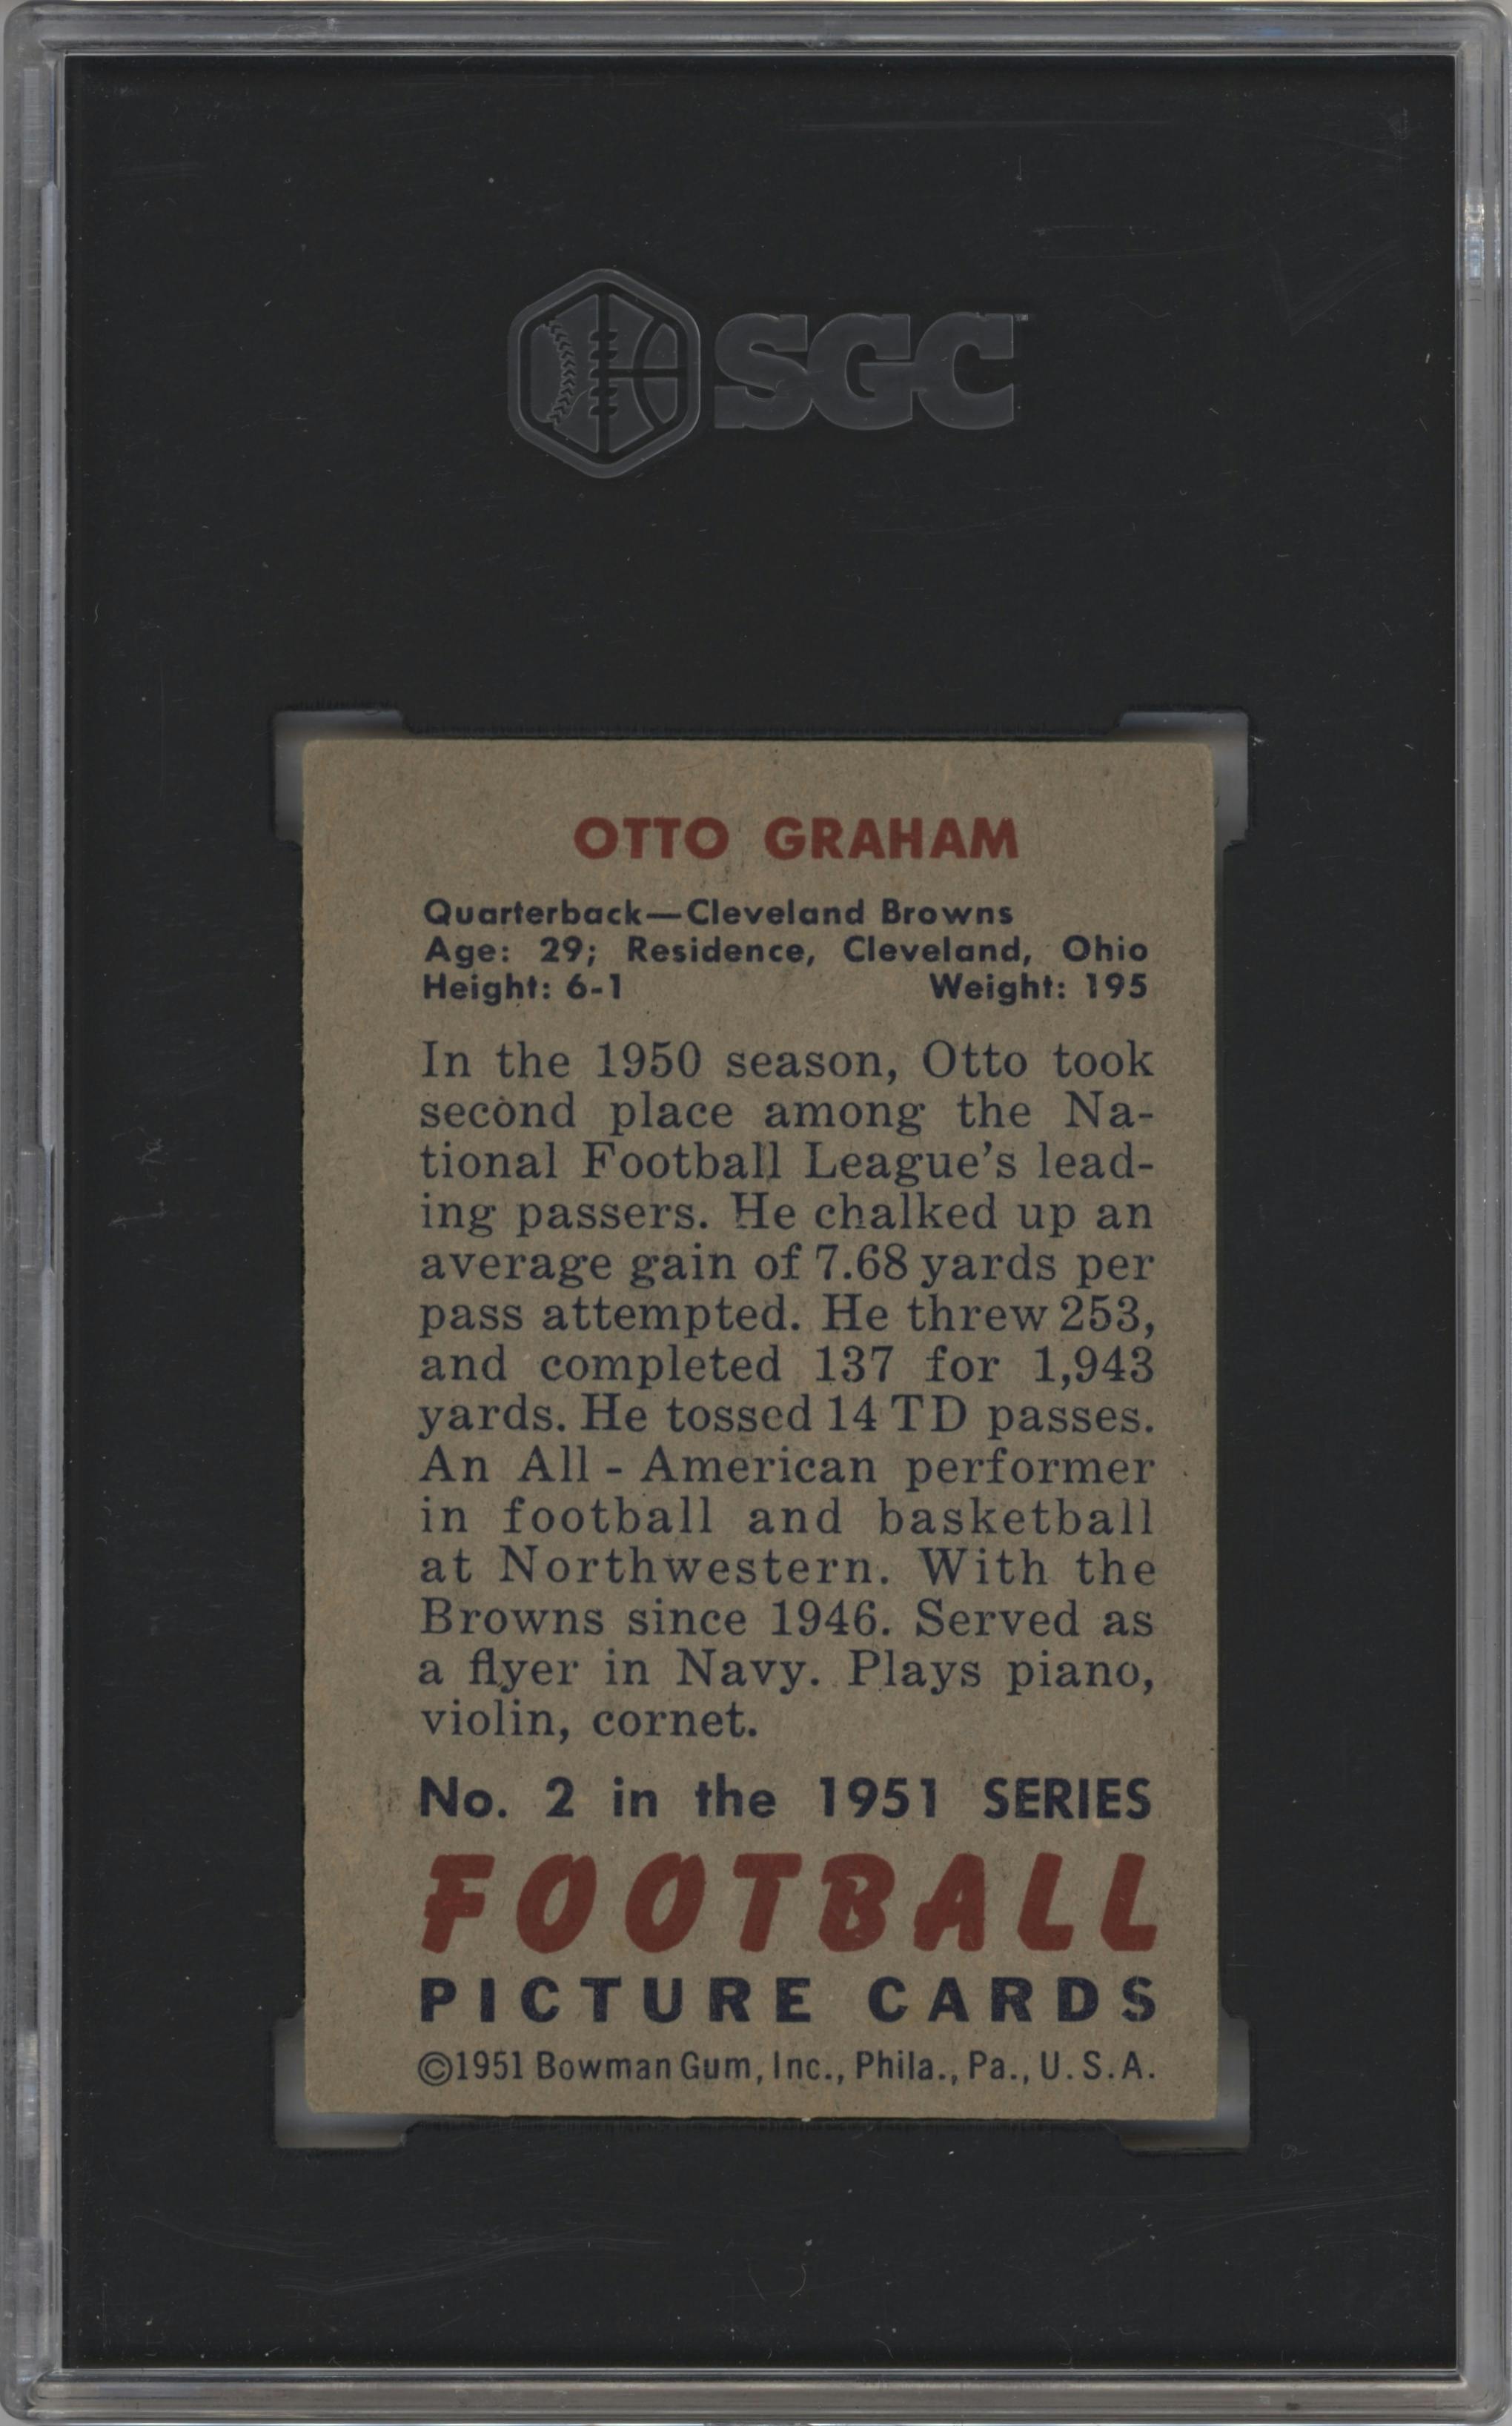 SGC
OTTO GRAHAM
Quarterback—Cleveland Browns
Age: 29; Residence, Cleveland, Ohio
Height: 6-1 Weight: 195
In the 1950 season, Otto took
second place among the Na-
tional Football League's lead-
ing passers. He chalked up an
average gain of 7.68 yards per
pass attempted. He threw 253,
and completed 137 for 1,943
yards. He tossed 14 TD passes.
An All - American performer
in football and basketball
at Northwestern. With the
Browns since 1946. Served as
a flyer in Navy. Plays piano,
violin, cornet.
No. 2 in the 1951 SERIES
FOOTBALL
PICTURE CARDS
©1951 Bowman Gum, Inc., Phila., Pa., U.S.A.